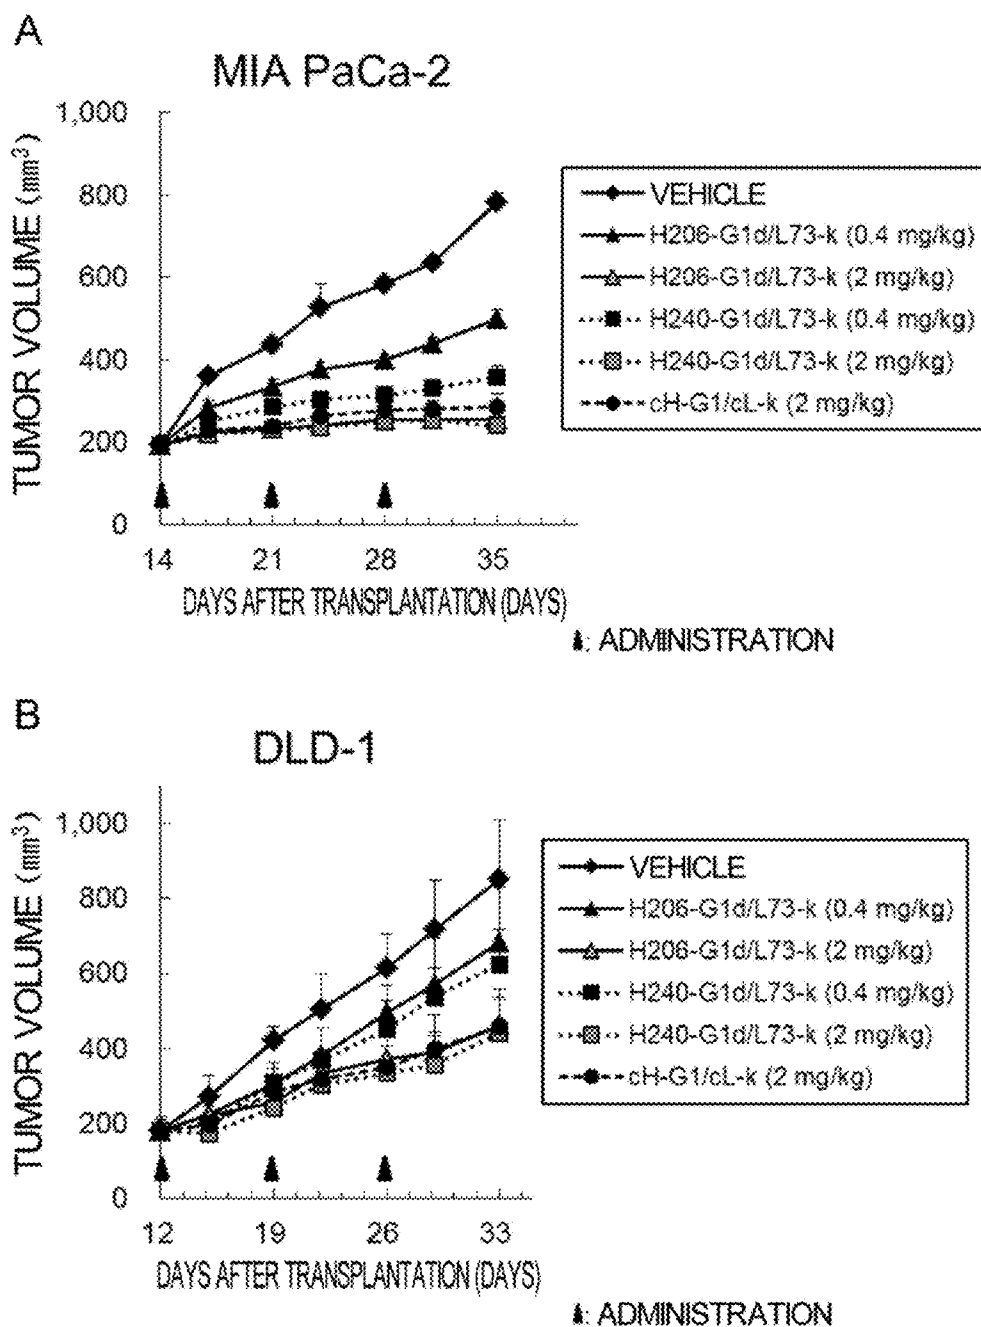 A
MIA PaCa-2
TUMOR VOLUME (mm³)
1,000
800
600
400
200
0
14 21 28 35
DAYS AFTER TRANSPLANTATION (DAYS)
: ADMINISTRATION
VEHICLE
H206-G1d/L73-k (0.4 mg/kg)
H206-G1d/L73-k (2 mg/kg)
H240-G1d/L73-k (0.4 mg/kg)
H240-G1d/L73-k (2 mg/kg)
cH-G1/cL-k (2 mg/kg)
B
DLD-1
TUMOR VOLUME (mm³)
1,000
800
600
400
200
0
12 19 26 33
DAYS AFTER TRANSPLANTATION (DAYS)
: ADMINISTRATION
VEHICLE
H206-G1d/L73-k (0.4 mg/kg)
H206-G1d/L73-k (2 mg/kg)
H240-G1d/L73-k (0.4 mg/kg)
H240-G1d/L73-k (2 mg/kg)
cH-G1/cL-k (2 mg/kg)